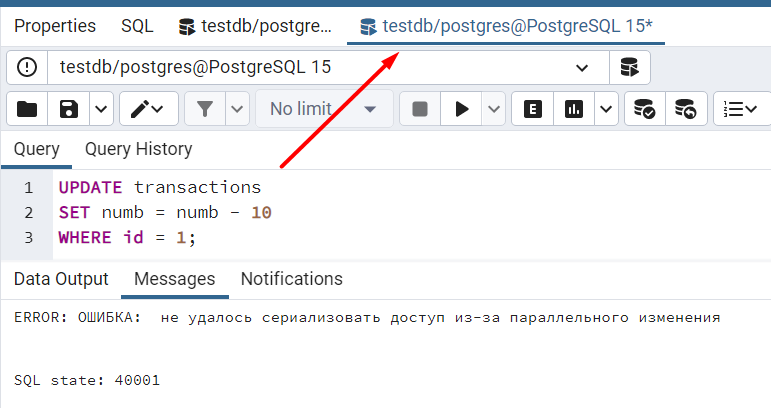 Properties SQL testdb/postgre... testdb/postgres@PostgreSQL 15*
testdb/postgres@PostgreSQL 15
No limit E
Query Query History
1 UPDATE transactions
2 SET numb = numb - 10
3 WHERE id = 1;
Data Output Messages Notifications
ERROR: ОШИБКА:  не удалось сериализовать доступ из-за параллельного изменения
SQL state: 40001